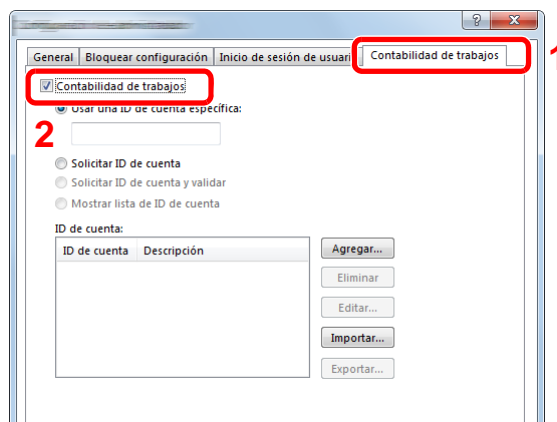 General Bloquear configuración Inicio de sesión de usuari Contabilidad de trabajos
1
Contabilidad de trabajos
Usar una ID de cuenta específica:
2
Solicitar ID de cuenta
Solicitar ID de cuenta y validar
Mostrar lista de ID de cuenta
ID de cuenta:
ID de cuenta Descripción
Agregar...
Eliminar
Editar...
Importar...
Exportar...